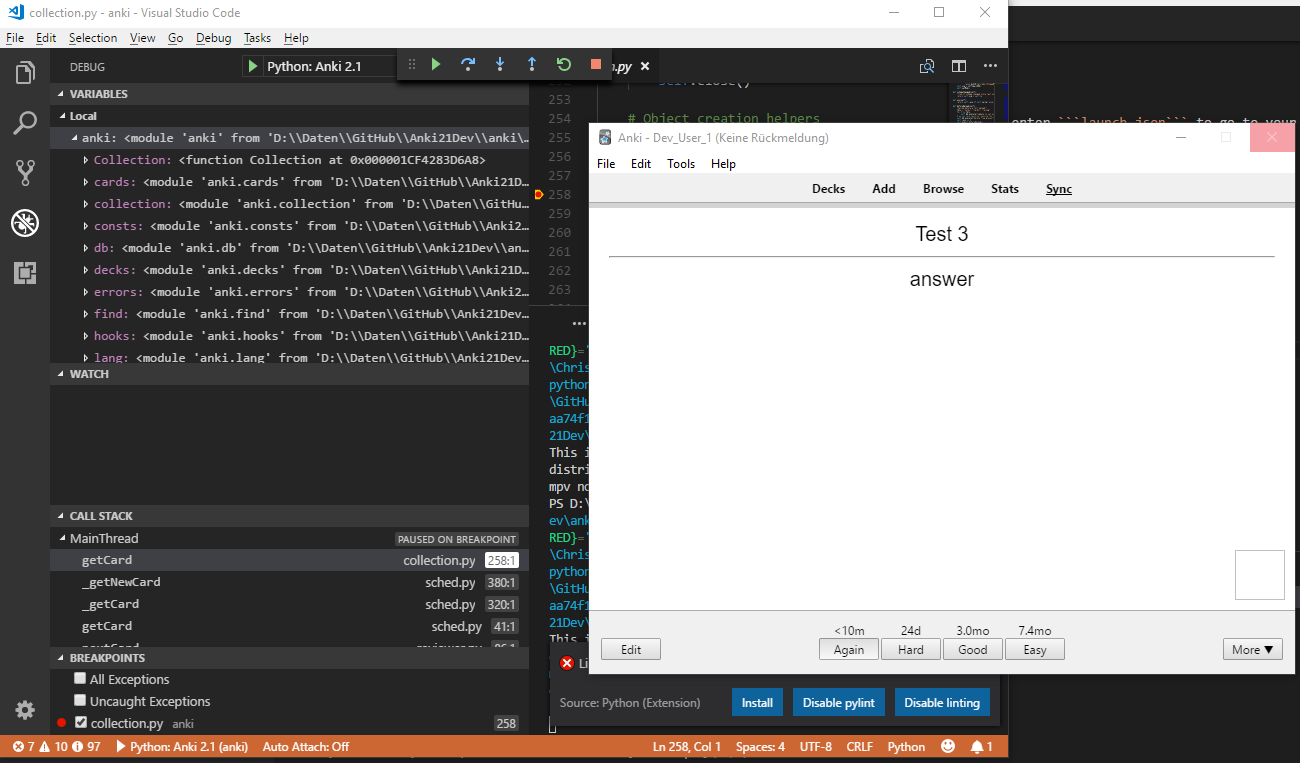 collection.py - anki - Visual Studio Code
File Edit Selection View Go Debug Tasks Help
DEBUG
Python: Anki 2.1
.py
VARIABLES
Local
anki: <module 'anki' from 'D:\\Daten\\GitHub\\Anki21Dev\\anki\…
Collection: <function Collection at 0x000001CF4283D6A8>
cards: <module 'anki.cards' from 'D:\\Daten\\GitHub\\Anki21D…
collection: <module 'anki.collection' from 'D:\\Daten\\GitHu…
consts: <module 'anki.consts' from 'D:\\Daten\\GitHub\\Anki2…
db: <module 'anki.db' from 'D:\\Daten\\GitHub\\Anki21Dev\\an…
decks: <module 'anki.decks' from 'D:\\Daten\\GitHub\\Anki21D…
errors: <module 'anki.errors' from 'D:\\Daten\\GitHub\\Anki2…
find: <module 'anki.find' from 'D:\\Daten\\GitHub\\Anki21Dev…
hooks: <module 'anki.hooks' from 'D:\\Daten\\GitHub\\Anki21D…
lang: <module 'anki.lang' from 'D:\\Daten\\GitHub\\Anki21Dev…
WATCH
CALL STACK
MainThread PAUSED ON BREAKPOINT
getCard collection.py 258:1
_getNewCard sched.py 380:1
_getCard sched.py 320:1
getCard sched.py 41:1
BREAKPOINTS
All Exceptions
Uncaught Exceptions
collection.py anki 258
self.close()
253
254 # Object creation helpers
255
256
257
258
259
260
261
262
263
RED}=
\Chris
python
\GitHu
aa74f1
21Dev\
This i
distri
mpv no
PS D:\
ev\ank
RED}=
\Chris
python
\GitHu
aa74f1
21Dev\
This i
Li
Source: Python (Extension) Install Disable pylint Disable linting
enter ```launch.json``` to go to your
Anki - Dev_User_1 (Keine Rückmeldung)
File Edit Tools Help
Decks Add Browse Stats Sync
Test 3
answer
<10m 24d 3.0mo 7.4mo
Edit Again Hard Good Easy More ▼
7 10 97 Python: Anki 2.1 (anki) Auto Attach: Off Ln 258, Col 1 Spaces: 4 UTF-8 CRLF Python 1